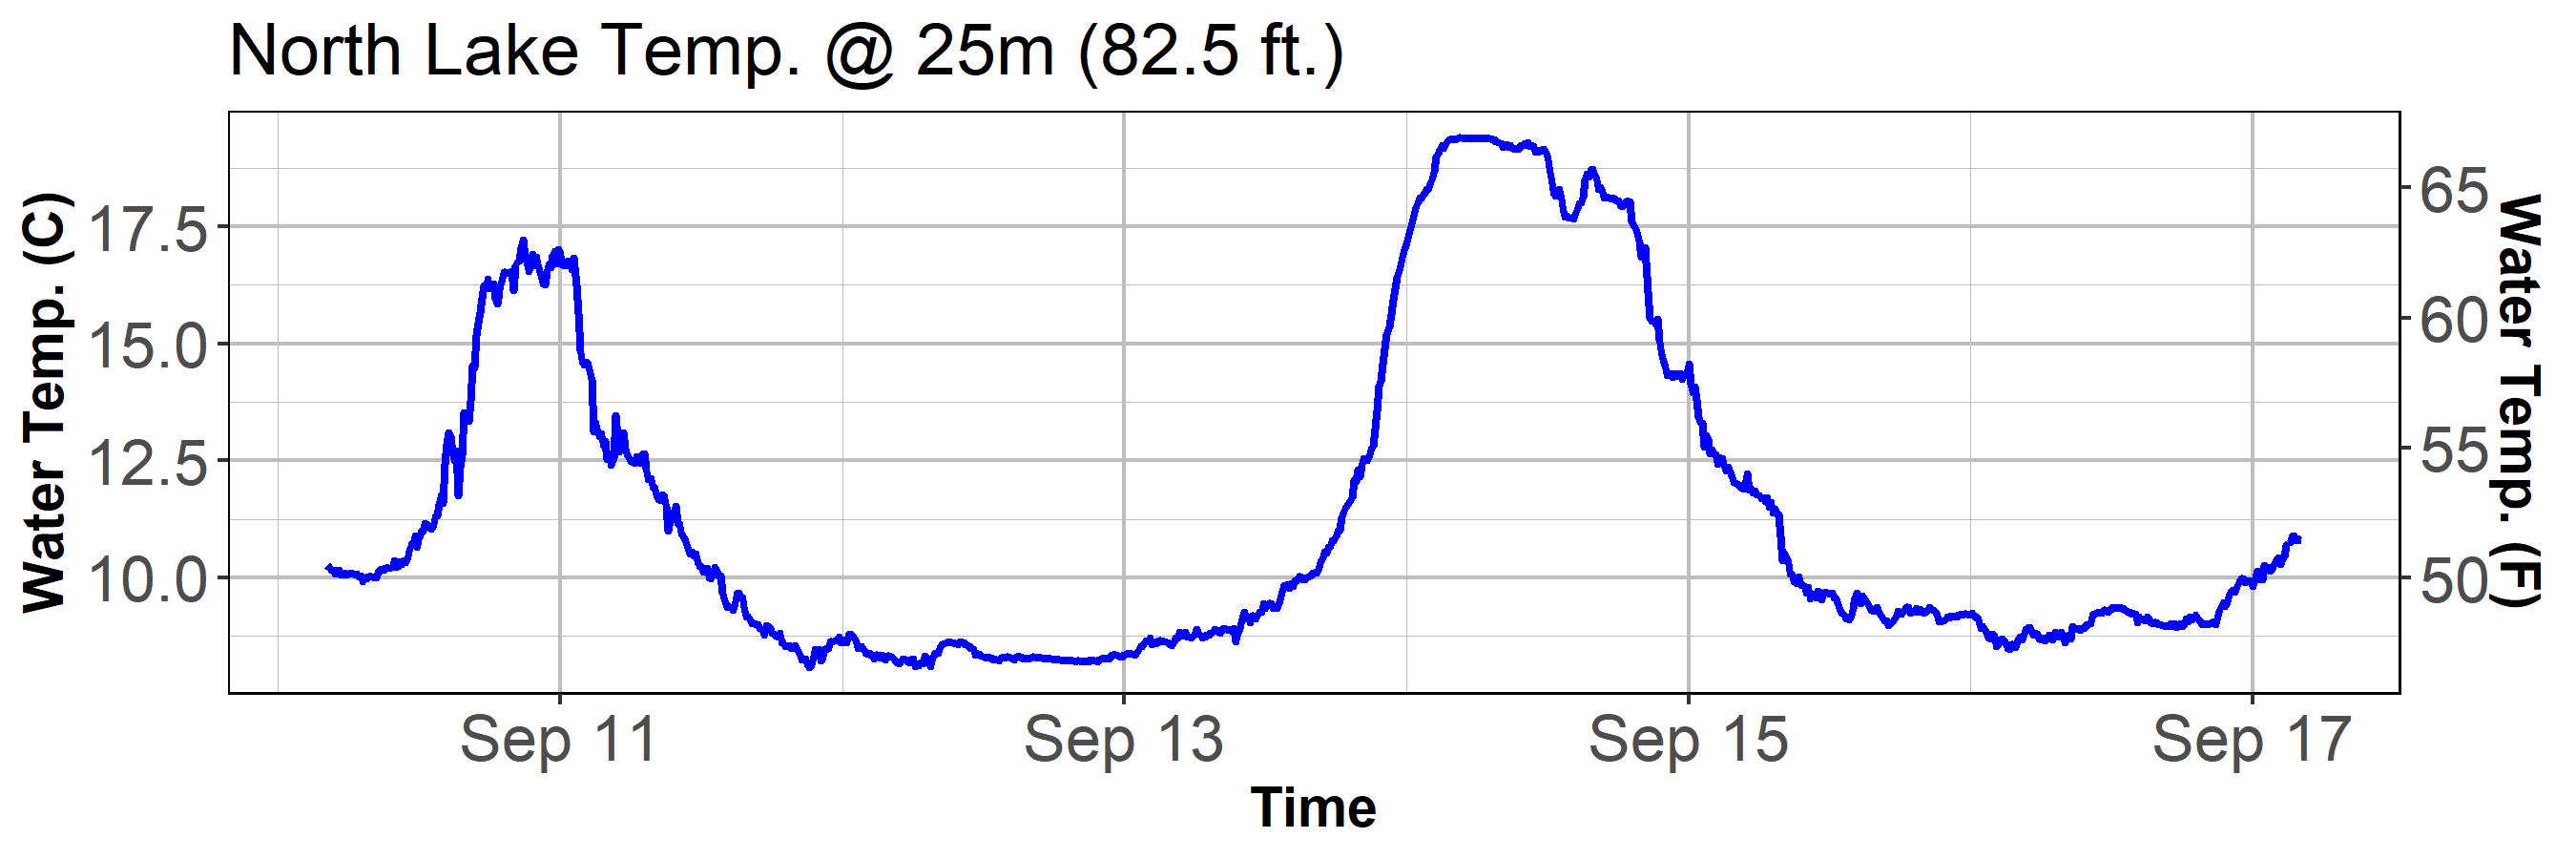 North Lake Temp. @ 25m (82.5 ft.)
Water Temp. (C)
17.5
15.0
12.5
10.0
65
60
55
50
Water Temp. (F)
Sep 11
Sep 13
Sep 15
Sep 17
Time